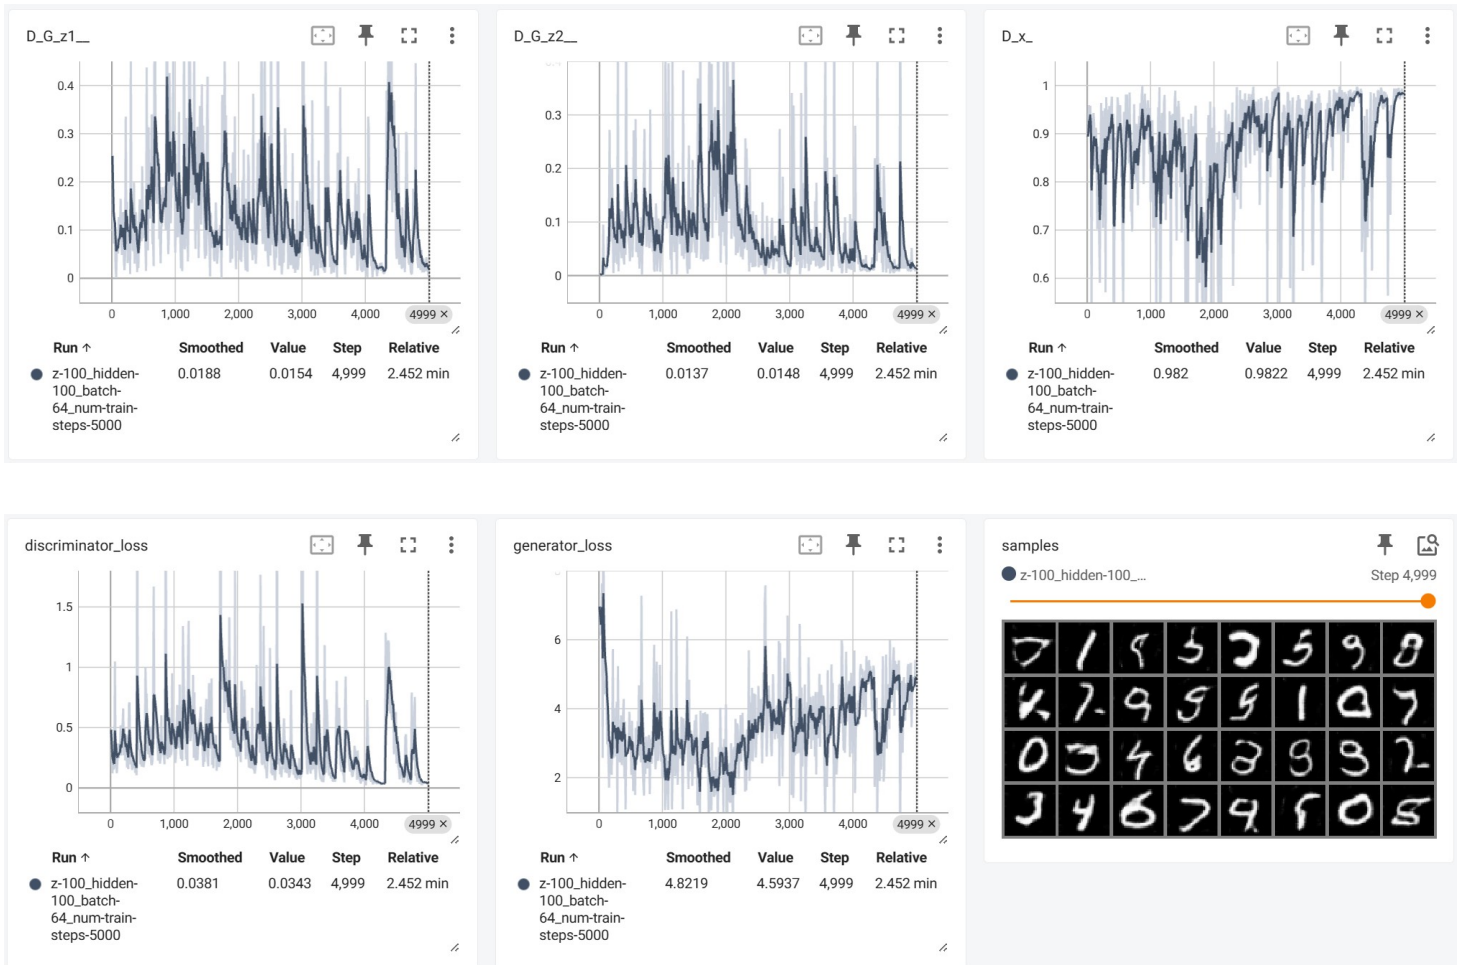 D_G_z1__
0.4
0.3
0.2
0.1
0
0 1,000 2,000 3,000 4,000 4999 ×
Run ↑ Smoothed Value Step Relative
z-100_hidden- 0.0188 0.0154 4,999 2.452 min
100_batch-
64_num-train-
steps-5000
D_G_z2__
0.3
0.2
0.1
0
0 1,000 2,000 3,000 4,000 4999 ×
Run ↑ Smoothed Value Step Relative
z-100_hidden- 0.0137 0.0148 4,999 2.452 min
100_batch-
64_num-train-
steps-5000
D_x_
1
0.9
0.8
0.7
0.6
0 1,000 2,000 3,000 4,000 4999 ×
Run ↑ Smoothed Value Step Relative
z-100_hidden- 0.982 0.9822 4,999 2.452 min
100_batch-
64_num-train-
steps-5000
discriminator_loss
1.5
1
0.5
0
0 1,000 2,000 3,000 4,000 4999 ×
Run ↑ Smoothed Value Step Relative
z-100_hidden- 0.0381 0.0343 4,999 2.452 min
100_batch-
64_num-train-
steps-5000
generator_loss
6
4
2
0 1,000 2,000 3,000 4,000 4999 ×
Run ↑ Smoothed Value Step Relative
z-100_hidden- 4.8219 4.5937 4,999 2.452 min
100_batch-
64_num-train-
steps-5000
samples
z-100_hidden-100_... Step 4,999